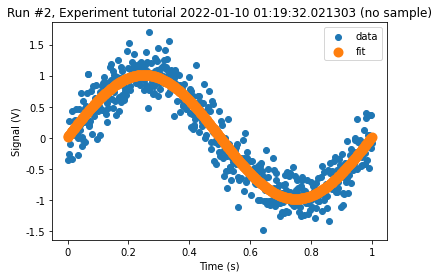 Run #2, Experiment tutorial 2022-01-10 01:19:32.021303 (no sample)
data
fit
Signal (V)
1.5
1
0.5
0
-0.5
-1
-1.5
0
0.2
0.4
0.6
0.8
1
Time (s)